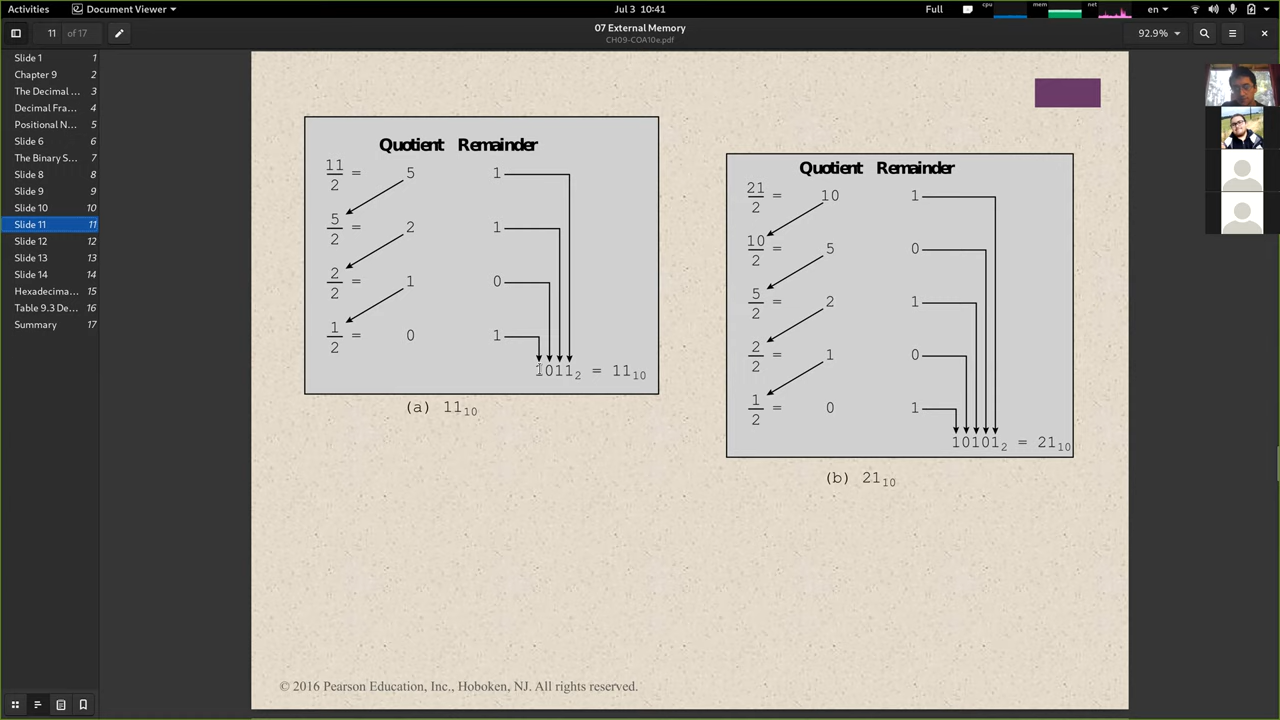 Activities Document Viewer Jul 3 10:41 Full cpu mem net en
11 of 17 07 External Memory 92.9%
CH09-COA10e.pdf
Slide 1 1
Chapter 9 2
The Decimal ... 3
Decimal Fra... 4
Positional N... 5
Slide 6 6
The Binary S... 7
Slide 8 8
Slide 9 9
Slide 10 10
Slide 11 11
Slide 12 12
Slide 13 13
Slide 14 14
Hexadecima... 15
Table 9.3 De... 16
Summary 17
Quotient Remainder
11/2 = 5 1
5/2 = 2 1
2/2 = 1 0
1/2 = 0 1
1011₂ = 11₁₀
(a) 11₁₀
Quotient Remainder
21/2 = 10 1
10/2 = 5 0
5/2 = 2 1
2/2 = 1 0
1/2 = 0 1
10101₂ = 21₁₀
(b) 21₁₀
© 2016 Pearson Education, Inc., Hoboken, NJ. All rights reserved.